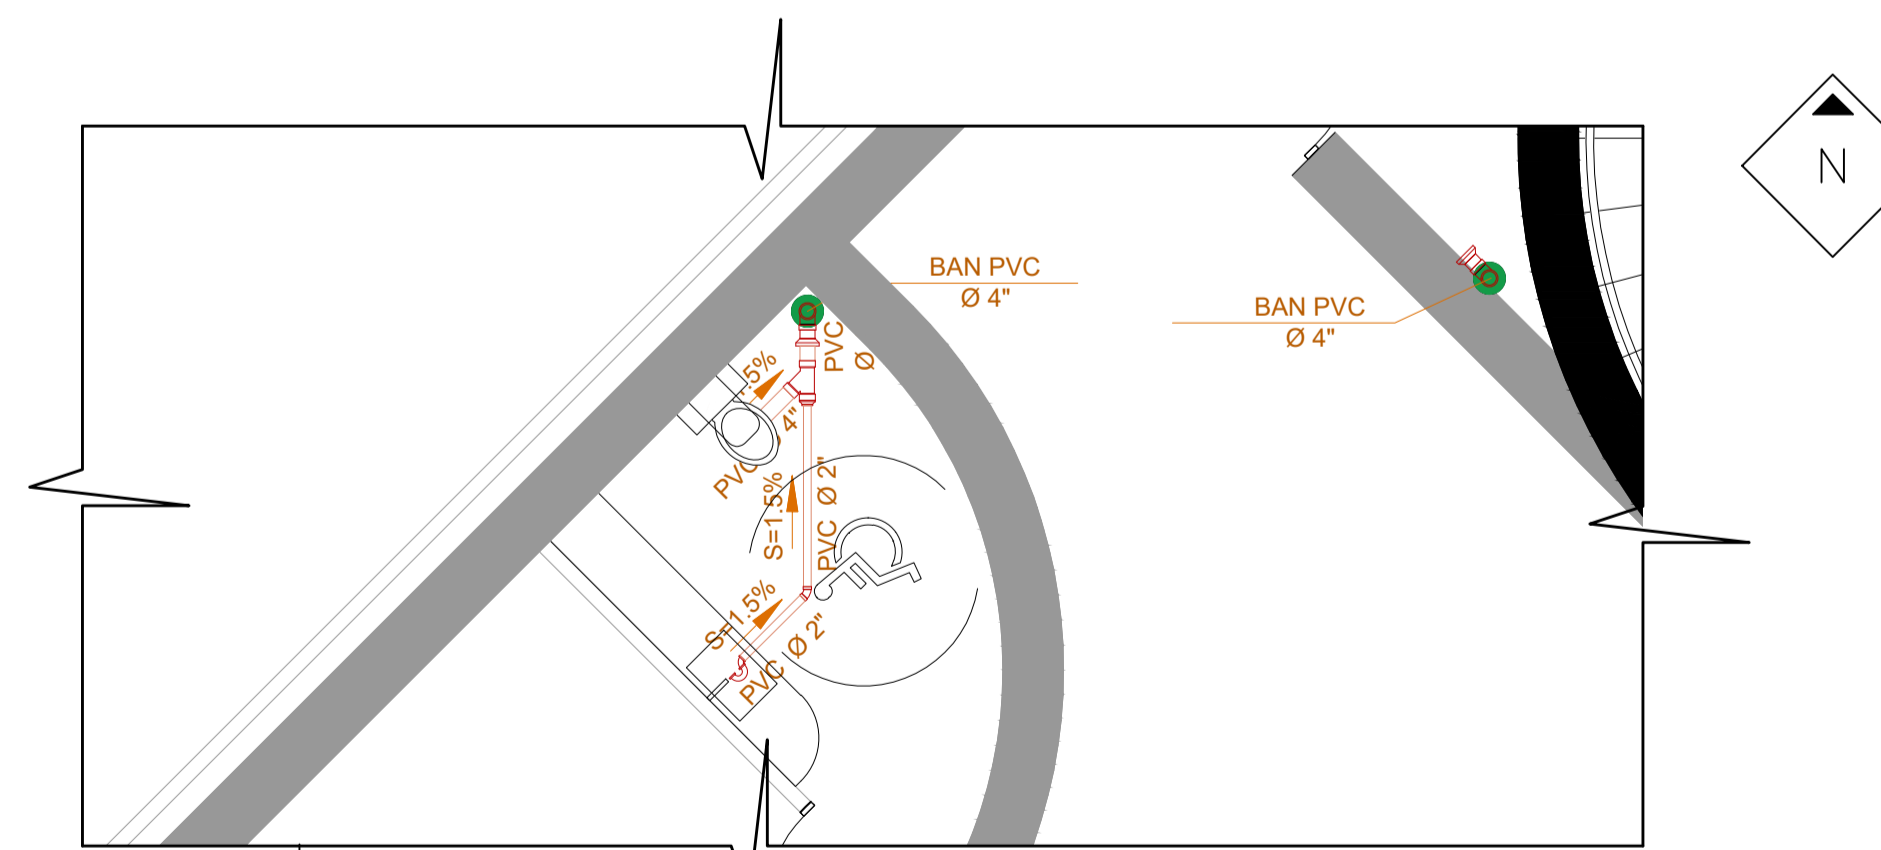 N
BAN PVC
Ø 4"
BAN PVC
Ø 4"
PVC
Ø
.5%
4"
PVC
S=1.5%
PVC Ø 2"
S=1.5%
PVC Ø 2"